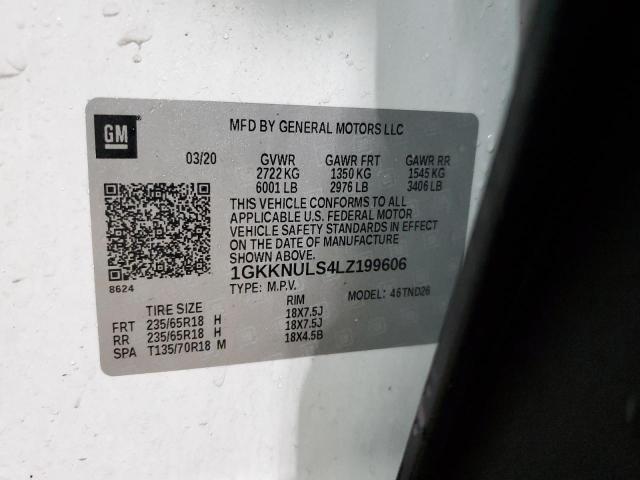 GM
MFD BY GENERAL MOTORS LLC
03/20 GVWR GAWR FRT GAWR RR
2722 KG 1350 KG 1545 KG
6001 LB 2976 LB 3406 LB
THIS VEHICLE CONFORMS TO ALL
APPLICABLE U.S. FEDERAL MOTOR
VEHICLE SAFETY STANDARDS IN EFFECT
ON THE DATE OF MANUFACTURE
SHOWN ABOVE.
8624 1GKKNULS4LZ199606
TYPE: M.P.V. MODEL: 46TND26
TIRE SIZE RIM
FRT 235/65R18 H 18X7.5J
RR 235/65R18 H 18X7.5J
SPA T135/70R18 M 18X4.5B